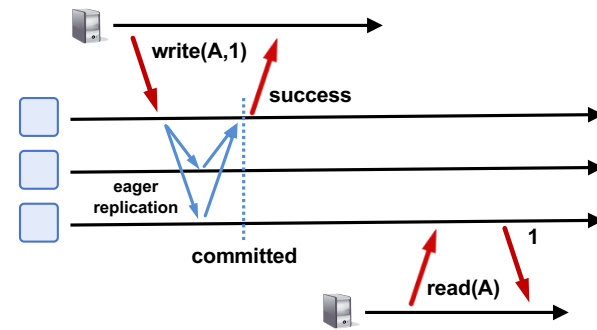 write(A,1)
success
eager
replication
committed
1
read(A)